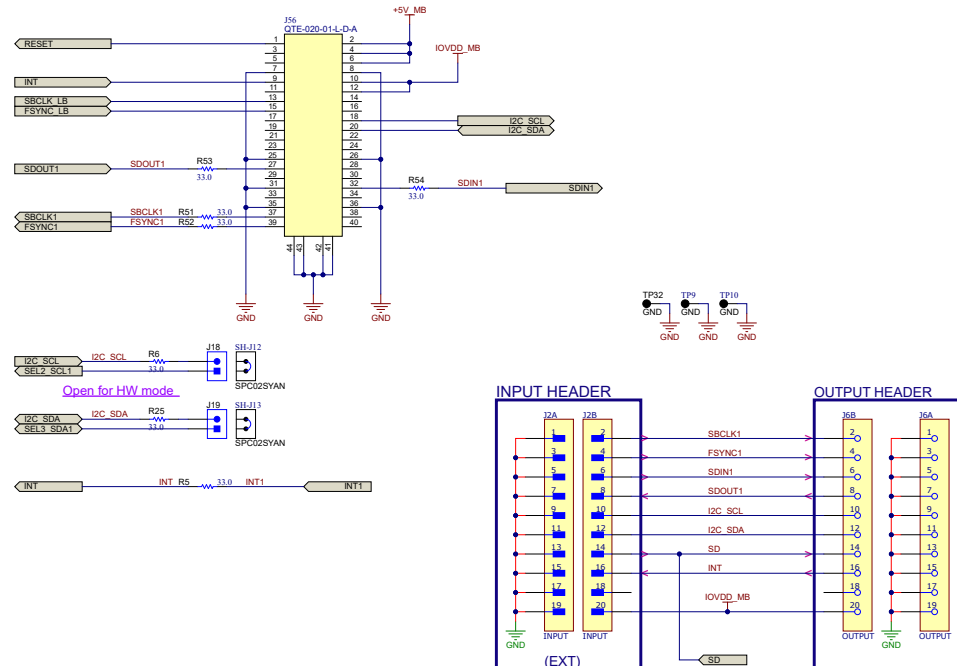 +5V_MB
J56
QTE-020-01-L-D-A
RESET
IOVDD_MB
INT
SBCLK_LB
FSYNC_LB
I2C_SCL
I2C_SDA
SDOUT1 SDOUT1 R53
33.0
R54 SDIN1 SDIN1
33.0
SBCLK1 SBCLK1 R51 33.0
FSYNC1 FSYNC1 R52 33.0
1 2
3 4
5 6
7 8
9 10
11 12
13 14
15 16
17 18
19 20
21 22
23 24
25 26
27 28
29 30
31 32
33 34
35 36
37 38
39 40
44 43 42 41
GND GND GND
TP32 TP9 TP10
GND GND GND
GND GND GND
J18 SH-J12
I2C_SCL I2C_SCL R6
SEL2_SCL1 33.0
SPC02SYAN
Open for HW mode
J19 SH-J13
I2C_SDA I2C_SDA R25
SEL3_SDA1 33.0
SPC02SYAN
INT INT R5 33.0 INT1 INT1
INPUT HEADER OUTPUT HEADER
J2A J2B J6B J6A
1 2 SBCLK1 2 1
3 4 FSYNC1 4 3
5 6 SDIN1 6 5
7 8 SDOUT1 8 7
9 10 I2C_SCL 10 9
11 12 I2C_SDA 12 11
13 14 SD 14 13
15 16 INT 16 15
17 18 18 17
19 20 IOVDD_MB 20 19
INPUT INPUT OUTPUT OUTPUT
GND GND
(EXT)
SD